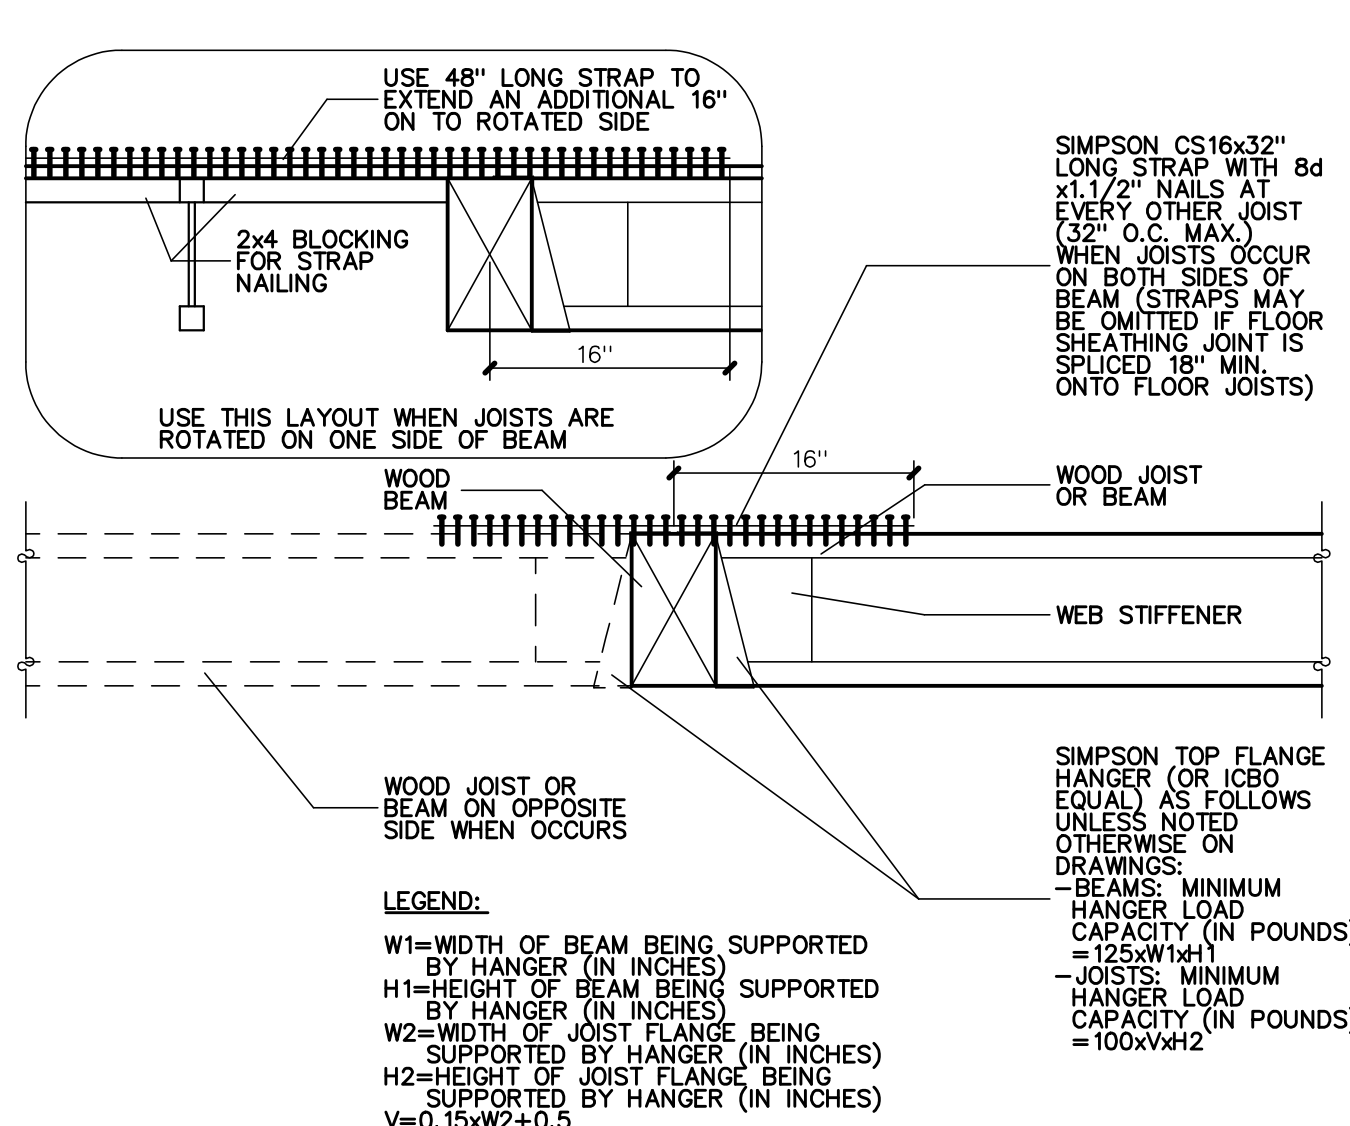 USE 48" LONG STRAP TO
EXTEND AN ADDITIONAL 16"
ON TO ROTATED SIDE
2x4 BLOCKING
FOR STRAP
NAILING
16"
USE THIS LAYOUT WHEN JOISTS ARE
ROTATED ON ONE SIDE OF BEAM
SIMPSON CS16x32"
LONG STRAP WITH 8d
x1.1/2" NAILS AT
EVERY OTHER JOIST
(32" O.C. MAX.)
WHEN JOISTS OCCUR
ON BOTH SIDES OF
BEAM (STRAPS MAY
BE OMITTED IF FLOOR
SHEATHING JOINT IS
SPLICED 18" MIN.
ONTO FLOOR JOISTS)
WOOD
BEAM
16"
WOOD JOIST
OR BEAM
WEB STIFFENER
WOOD JOIST OR
BEAM ON OPPOSITE
SIDE WHEN OCCURS
SIMPSON TOP FLANGE
HANGER (OR ICBO
EQUAL) AS FOLLOWS
UNLESS NOTED
OTHERWISE ON
DRAWINGS:
-BEAMS: MINIMUM
HANGER LOAD
CAPACITY (IN POUNDS)
=125xW1xH1
-JOISTS: MINIMUM
HANGER LOAD
CAPACITY (IN POUNDS)
=100xVxH2
LEGEND:
W1=WIDTH OF BEAM BEING SUPPORTED
BY HANGER (IN INCHES)
H1=HEIGHT OF BEAM BEING SUPPORTED
BY HANGER (IN INCHES)
W2=WIDTH OF JOIST FLANGE BEING
SUPPORTED BY HANGER (IN INCHES)
H2=HEIGHT OF JOIST FLANGE BEING
SUPPORTED BY HANGER (IN INCHES)
V=0.15xW2+0.5